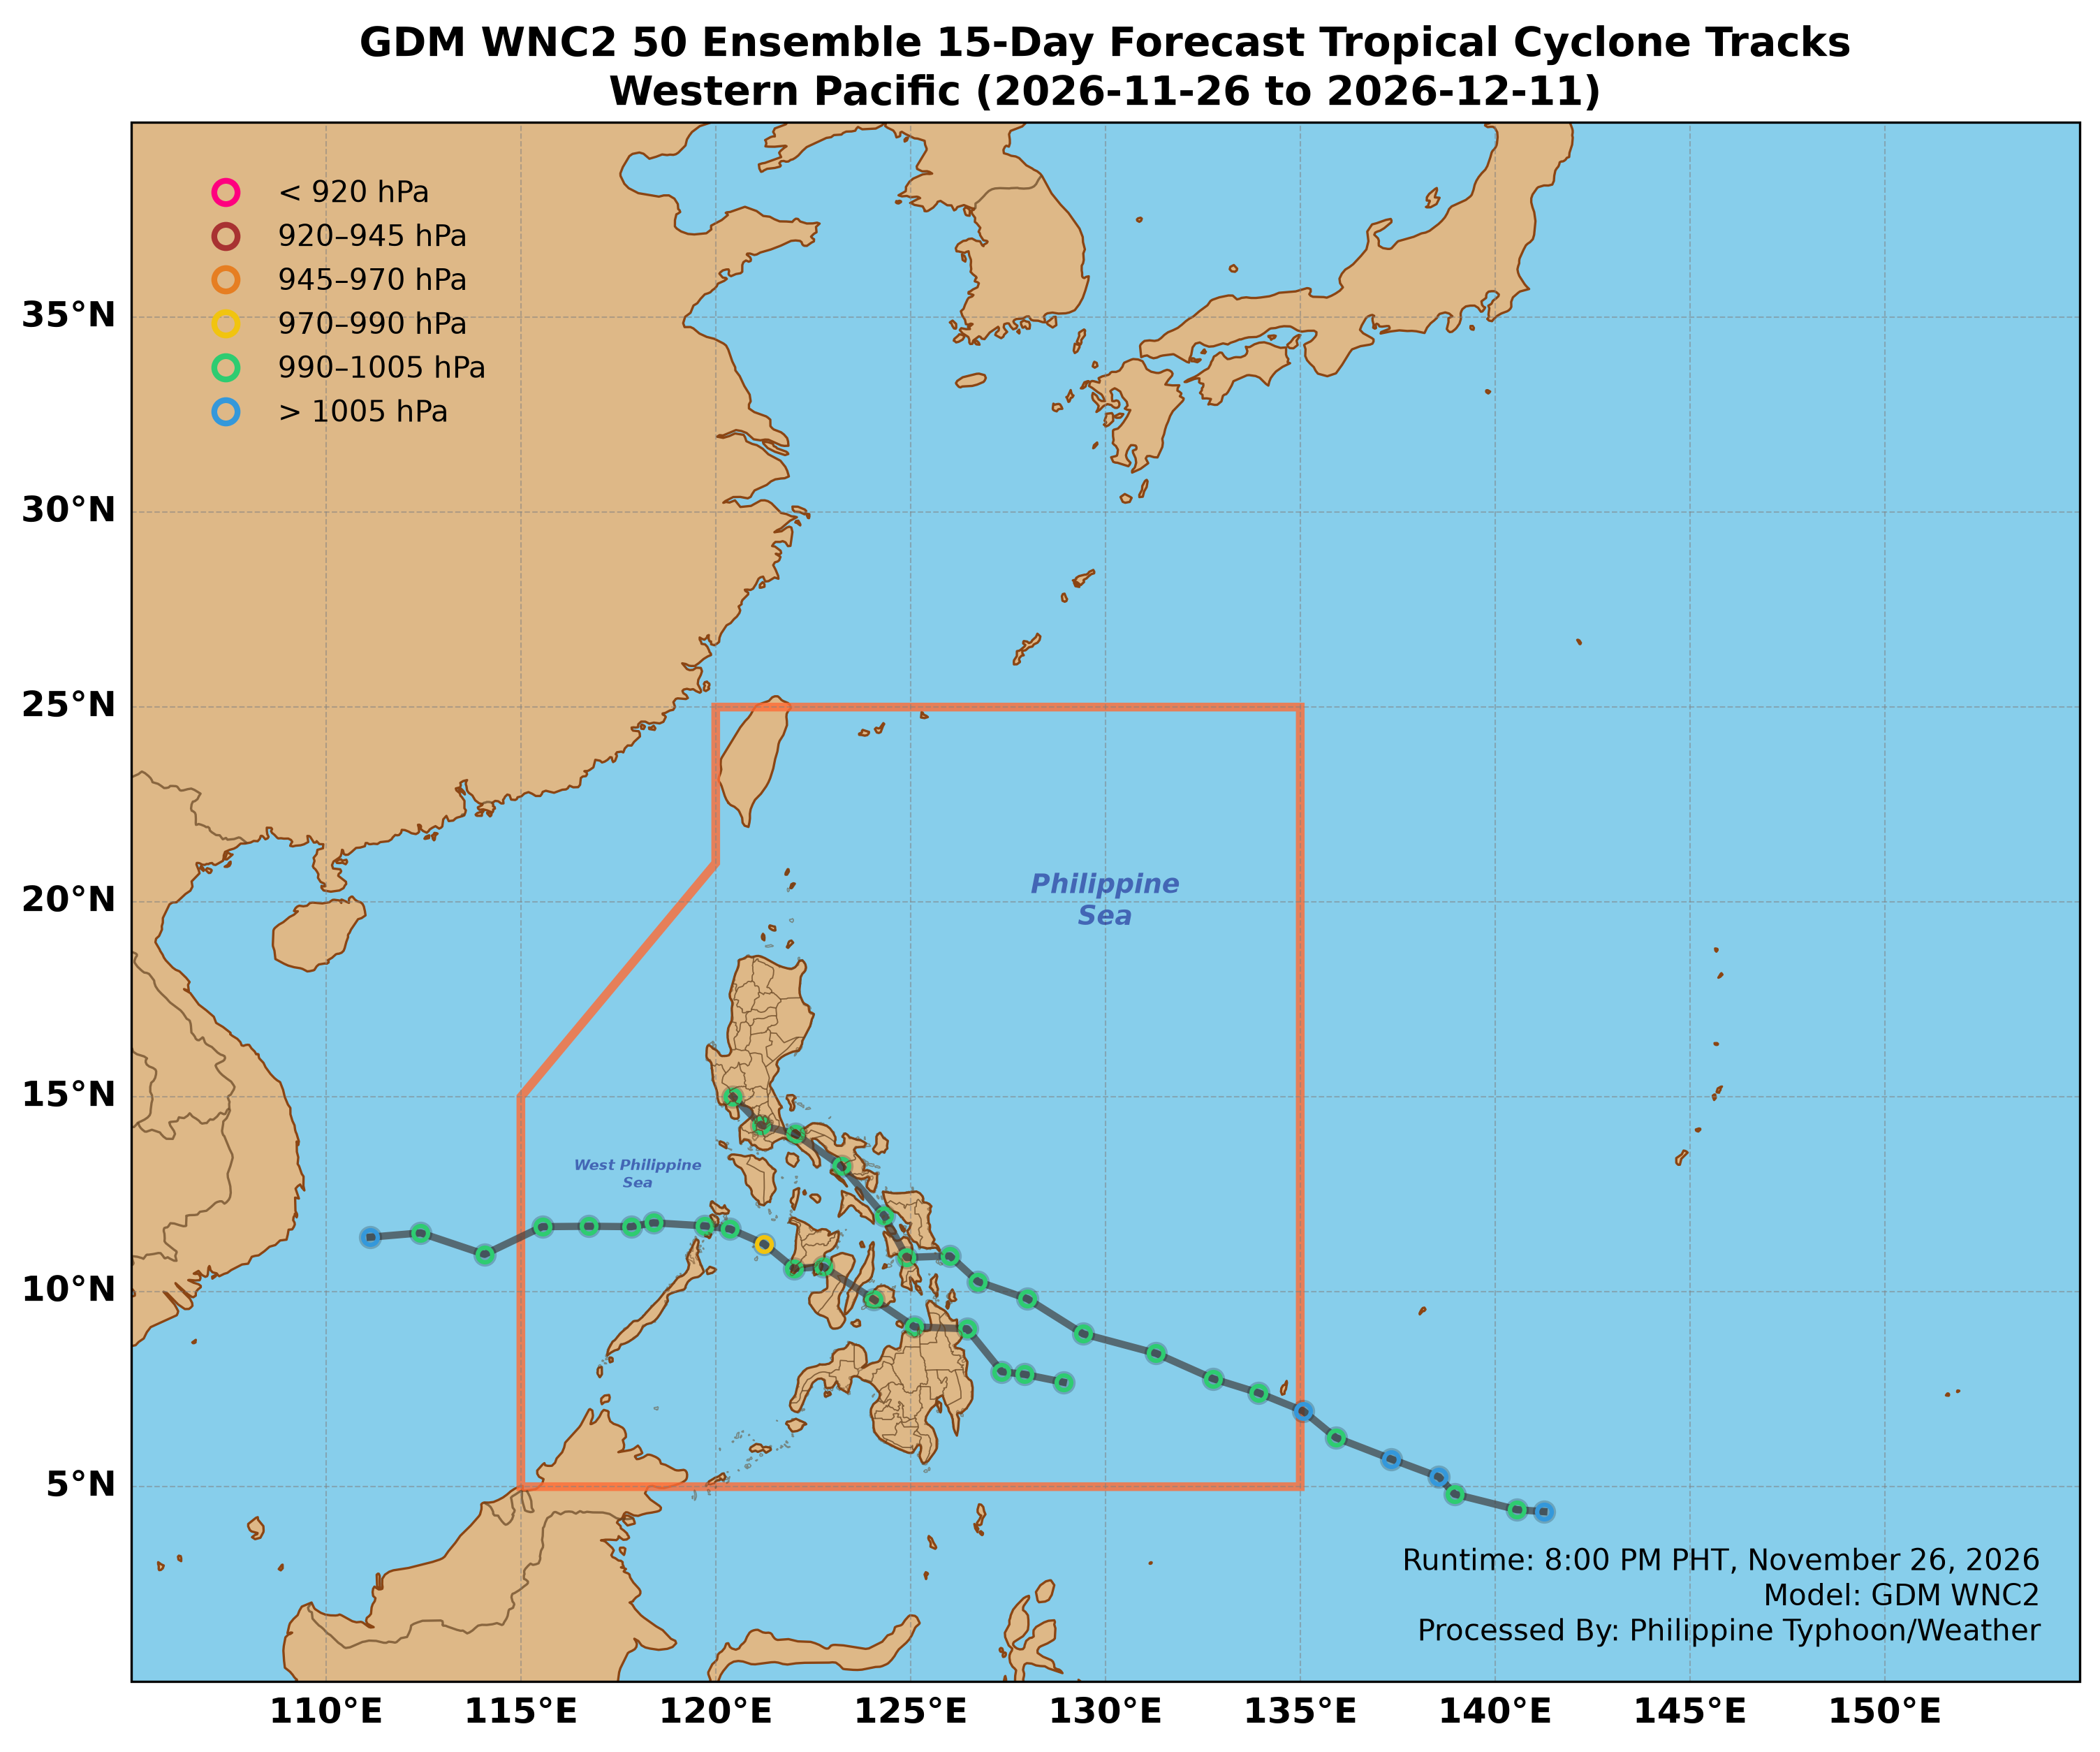 GDM WNC2 50 Ensemble 15-Day Forecast Tropical Cyclone Tracks
Western Pacific (2026-11-26 to 2026-12-11)
< 920 hPa
920–945 hPa
945–970 hPa
970–990 hPa
990–1005 hPa
> 1005 hPa
35°N
30°N
25°N
20°N
15°N
10°N
5°N
Philippine
Sea
West Philippine
Sea
Runtime: 8:00 PM PHT, November 26, 2026
Model: GDM WNC2
Processed By: Philippine Typhoon/Weather
110°E
115°E
120°E
125°E
130°E
135°E
140°E
145°E
150°E